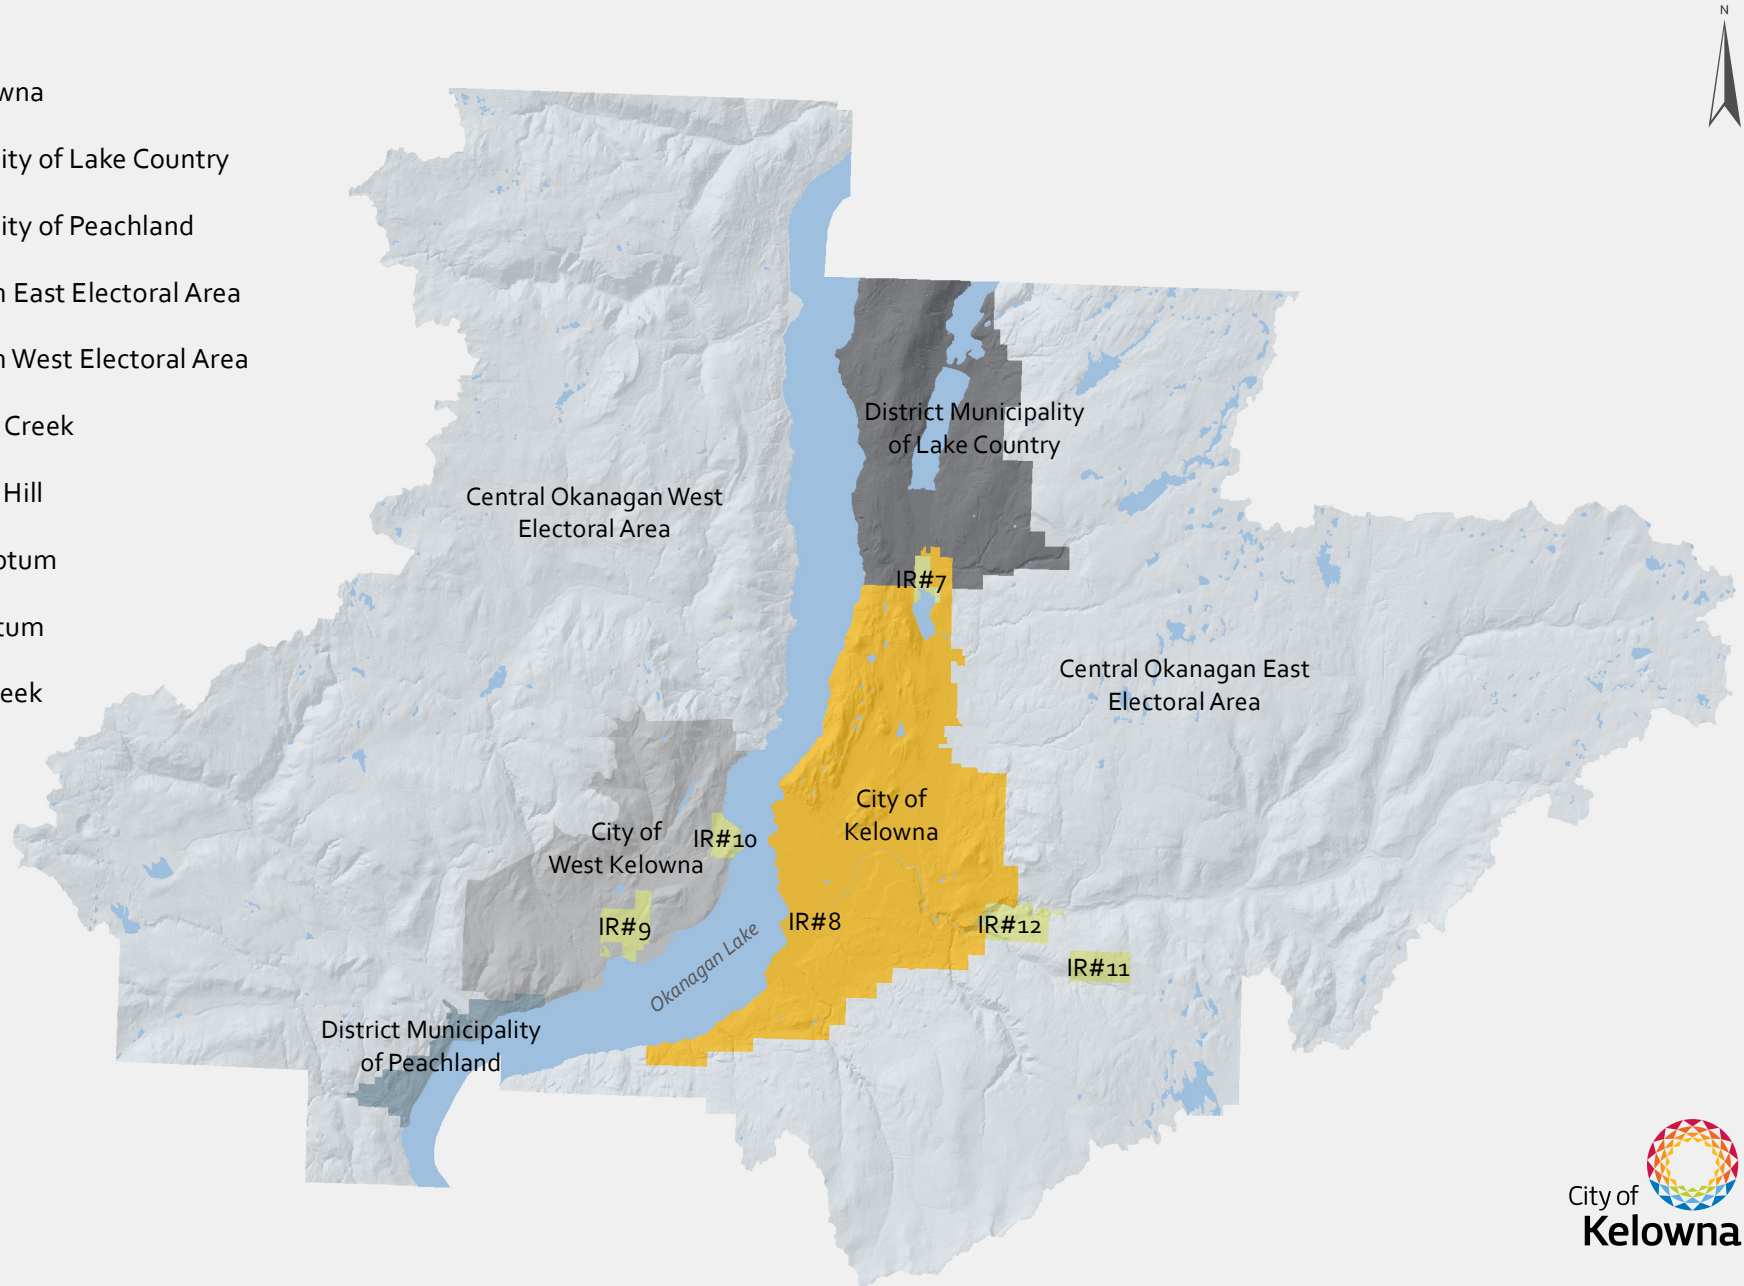 N
wna
ity of Lake Country
ity of Peachland
n East Electoral Area
n West Electoral Area
Creek
Hill
otum
tum
eek
District Municipality
of Lake Country
Central Okanagan West
Electoral Area
IR#7
Central Okanagan East
Electoral Area
City of
Kelowna
City of
West Kelowna
IR#10
IR#9
IR#8
IR#12
IR#11
Okanagan Lake
District Municipality
of Peachland
City of
Kelowna